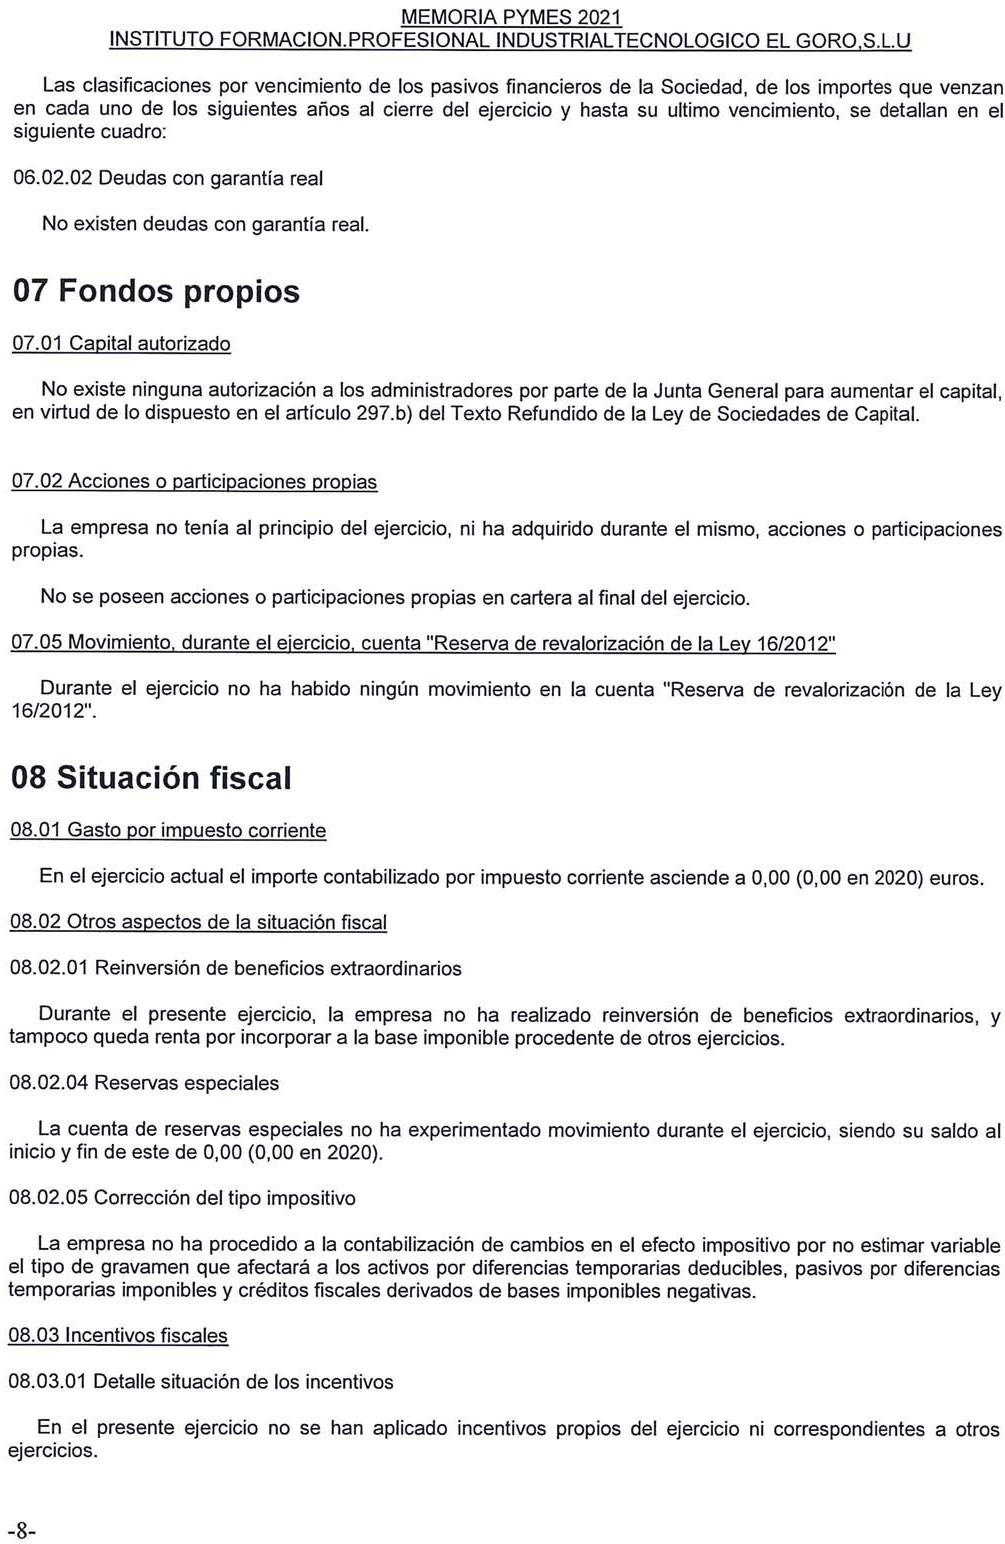 MEMORIA PYMES 2021
INSTITUTO FORMACION.PROFESIONAL INDUSTRIALTECNOLOGICO EL GORO,S.L.U
Las clasificaciones por vencimiento de los pasivos financieros de la Sociedad, de los importes que venzan
en cada uno de los siguientes años al cierre del ejercicio y hasta su ultimo vencimiento, se detallan en el
siguiente cuadro:
06.02.02 Deudas con garantía real
No existen deudas con garantía real.
07 Fondos propios
07.01 Capital autorizado
No existe ninguna autorización a los administradores por parte de la Junta General para aumentar el capital,
en virtud de lo dispuesto en el artículo 297.b) del Texto Refundido de la Ley de Sociedades de Capital.
07.02 Acciones o participaciones propias
La empresa no tenía al principio del ejercicio, ni ha adquirido durante el mismo, acciones o participaciones
propias.
No se poseen acciones o participaciones propias en cartera al final del ejercicio.
07.05 Movimiento, durante el ejercicio, cuenta "Reserva de revalorización de la Ley 16/2012"
Durante el ejercicio no ha habido ningún movimiento en la cuenta "Reserva de revalorización de la Ley
16/2012".
08 Situación fiscal
08.01 Gasto por impuesto corriente
En el ejercicio actual el importe contabilizado por impuesto corriente asciende a 0,00 (0,00 en 2020) euros.
08.02 Otros aspectos de la situación fiscal
08.02.01 Reinversión de beneficios extraordinarios
Durante el presente ejercicio, la empresa no ha realizado reinversión de beneficios extraordinarios, y
tampoco queda renta por incorporar a la base imponible procedente de otros ejercicios.
08.02.04 Reservas especiales
La cuenta de reservas especiales no ha experimentado movimiento durante el ejercicio, siendo su saldo al
inicio y fin de este de 0,00 (0,00 en 2020).
08.02.05 Corrección del tipo impositivo
La empresa no ha procedido a la contabilización de cambios en el efecto impositivo por no estimar variable
el tipo de gravamen que afectará a los activos por diferencias temporarias deducibles, pasivos por diferencias
temporarias imponibles y créditos fiscales derivados de bases imponibles negativas.
08.03 Incentivos fiscales
08.03.01 Detalle situación de los incentivos
En el presente ejercicio no se han aplicado incentivos propios del ejercicio ni correspondientes a otros
ejercicios.
-8-